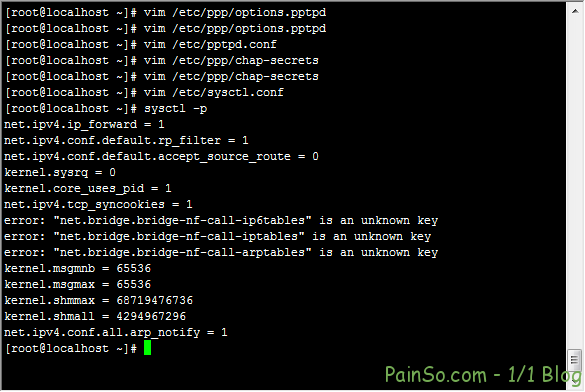 [root@localhost ~]# vim /etc/ppp/options.pptpd
[root@localhost ~]# vim /etc/ppp/options.pptpd
[root@localhost ~]# vim /etc/pptpd.conf
[root@localhost ~]# vim /etc/ppp/chap-secrets
[root@localhost ~]# vim /etc/ppp/chap-secrets
[root@localhost ~]# vim /etc/sysctl.conf
[root@localhost ~]# sysctl -p
net.ipv4.ip_forward = 1
net.ipv4.conf.default.rp_filter = 1
net.ipv4.conf.default.accept_source_route = 0
kernel.sysrq = 0
kernel.core_uses_pid = 1
net.ipv4.tcp_syncookies = 1
error: "net.bridge.bridge-nf-call-ip6tables" is an unknown key
error: "net.bridge.bridge-nf-call-iptables" is an unknown key
error: "net.bridge.bridge-nf-call-arptables" is an unknown key
kernel.msgmnb = 65536
kernel.msgmax = 65536
kernel.shmmax = 68719476736
kernel.shmall = 4294967296
net.ipv4.conf.all.arp_notify = 1
[root@localhost ~]#
PainSo.com - 1/1 Blog